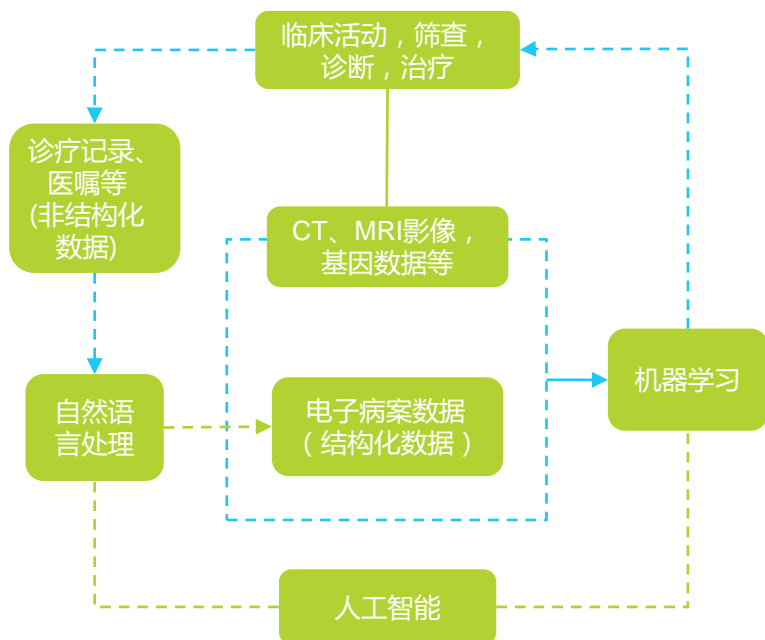 临床活动，筛查，
诊断，治疗
诊疗记录、
医嘱等
(非结构化
数据)
CT、MRI影像，
基因数据等
机器学习
自然语
言处理
电子病案数据
（结构化数据）
人工智能